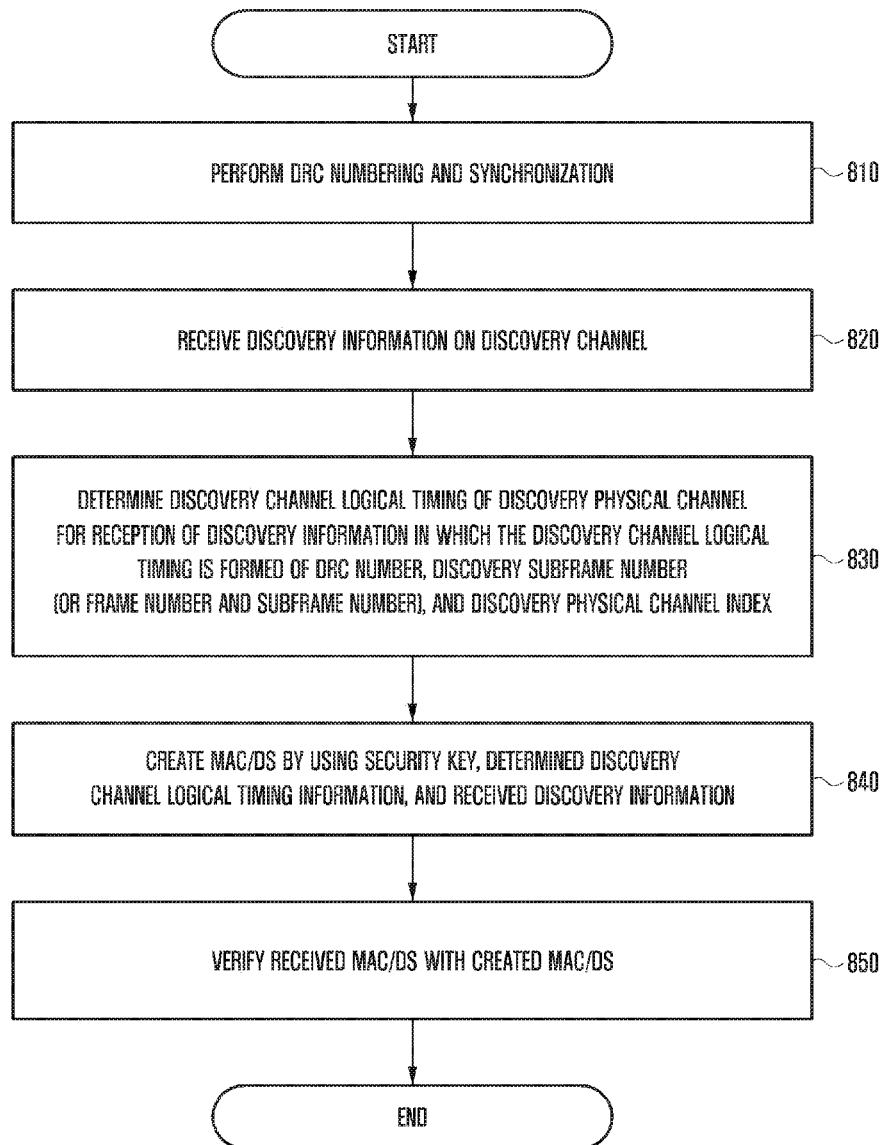 START
PERFORM DRC NUMBERING AND SYNCHRONIZATION
810
RECEIVE DISCOVERY INFORMATION ON DISCOVERY CHANNEL
820
DETERMINE DISCOVERY CHANNEL LOGICAL TIMING OF DISCOVERY PHYSICAL CHANNEL
FOR RECEPTION OF DISCOVERY INFORMATION IN WHICH THE DISCOVERY CHANNEL LOGICAL
TIMING IS FORMED OF DRC NUMBER, DISCOVERY SUBFRAME NUMBER
(OR FRAME NUMBER AND SUBFRAME NUMBER), AND DISCOVERY PHYSICAL CHANNEL INDEX
830
CREATE MAC/DS BY USING SECURITY KEY, DETERMINED DISCOVERY
CHANNEL LOGICAL TIMING INFORMATION, AND RECEIVED DISCOVERY INFORMATION
840
VERIFY RECEIVED MAC/DS WITH CREATED MAC/DS
850
END